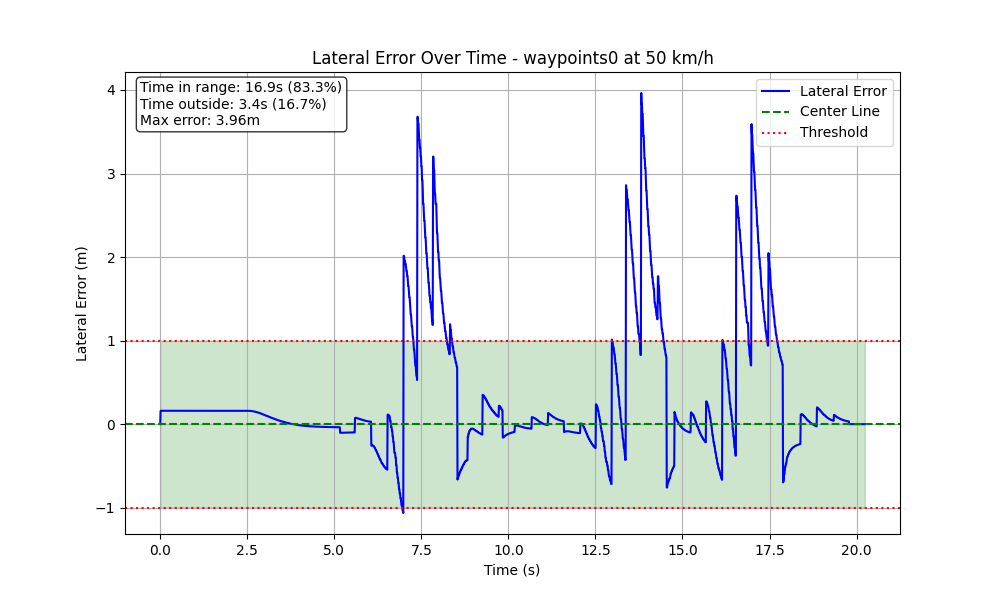 Lateral Error Over Time - waypoints0 at 50 km/h
Time in range: 16.9s (83.3%)
Time outside: 3.4s (16.7%)
Max error: 3.96m
Lateral Error
Center Line
Threshold
Lateral Error (m)
4
3
2
1
0
−1
0.0 2.5 5.0 7.5 10.0 12.5 15.0 17.5 20.0
Time (s)